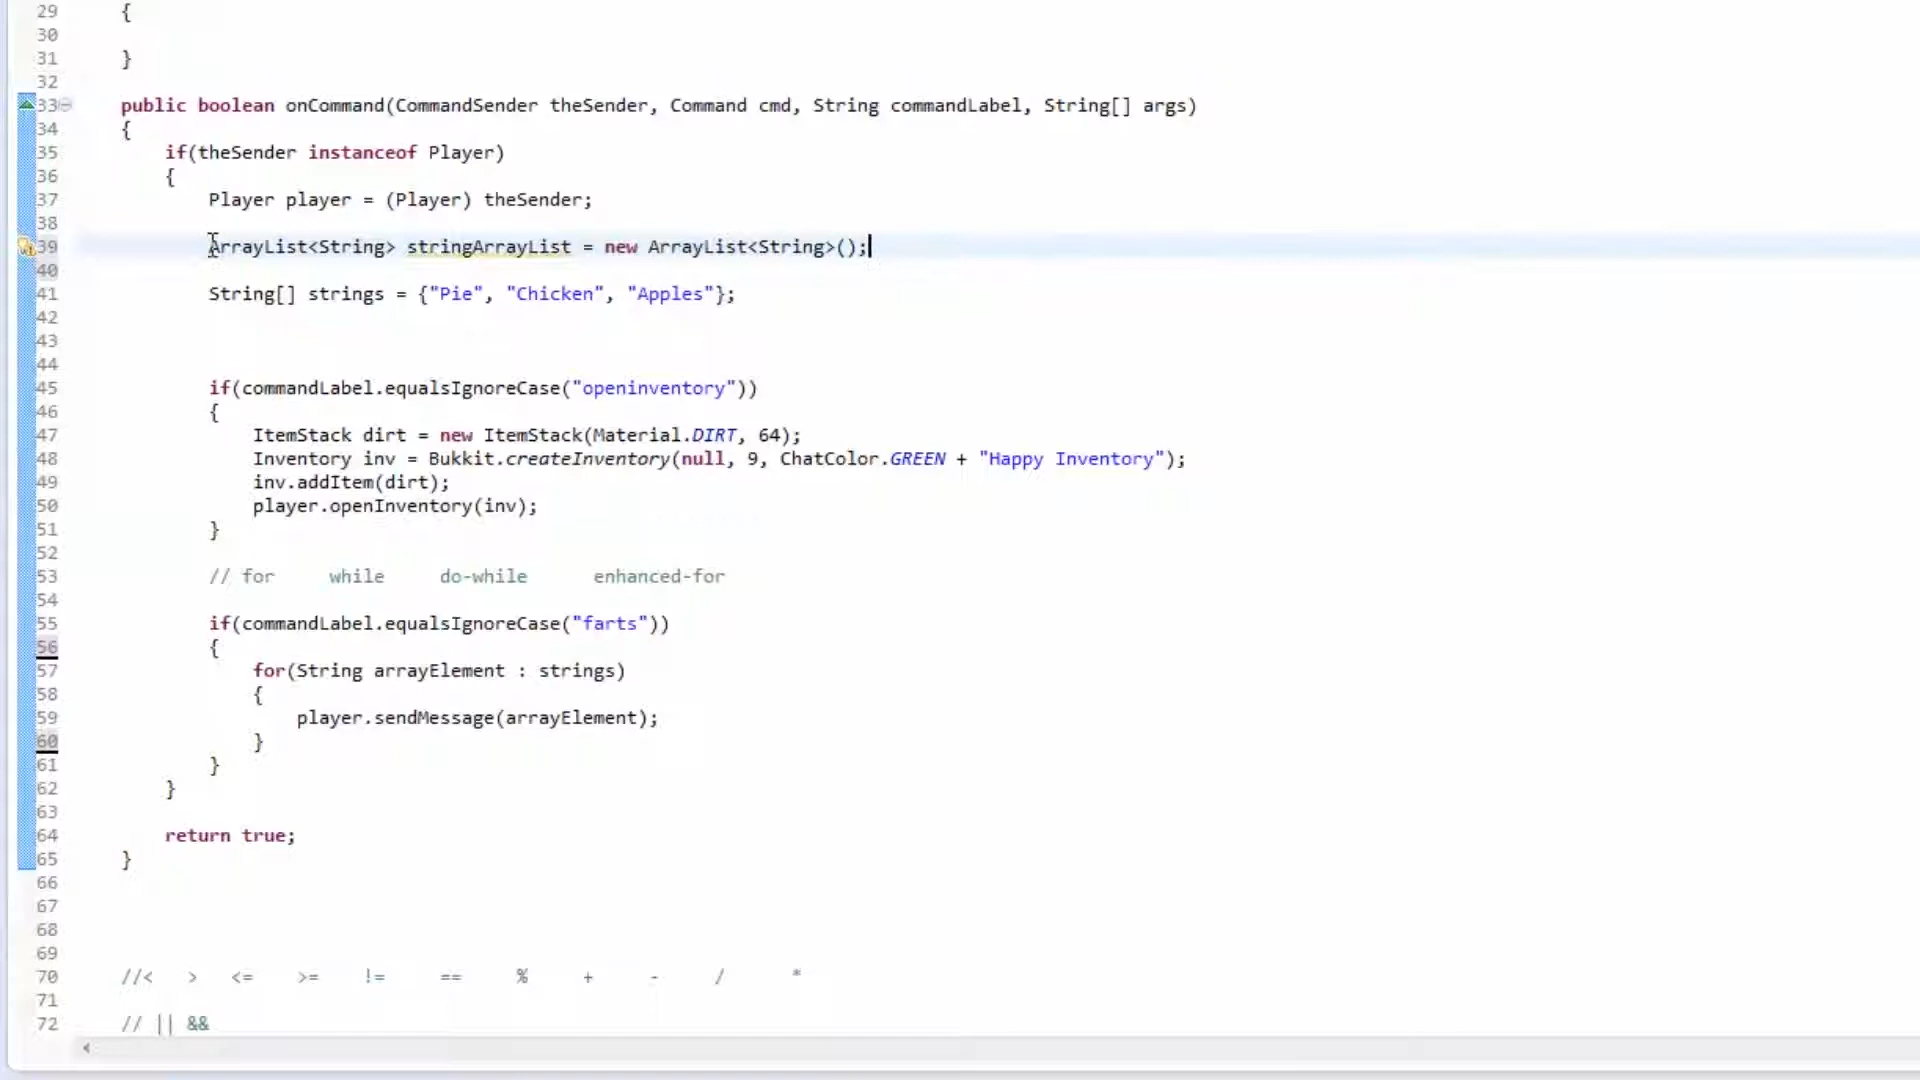 29 {
30
31 }
32
33 public boolean onCommand(CommandSender theSender, Command cmd, String commandLabel, String[] args)
34 {
35 if(theSender instanceof Player)
36 {
37 Player player = (Player) theSender;
38
39 ArrayList<String> stringArrayList = new ArrayList<String>();
40
41 String[] strings = {"Pie", "Chicken", "Apples"};
42
43
44
45 if(commandLabel.equalsIgnoreCase("openinventory"))
46 {
47 ItemStack dirt = new ItemStack(Material.DIRT, 64);
48 Inventory inv = Bukkit.createInventory(null, 9, ChatColor.GREEN + "Happy Inventory");
49 inv.addItem(dirt);
50 player.openInventory(inv);
51 }
52
53 // for while do-while enhanced-for
54
55 if(commandLabel.equalsIgnoreCase("farts"))
56 {
57 for(String arrayElement : strings)
58 {
59 player.sendMessage(arrayElement);
60 }
61 }
62 }
63
64 return true;
65 }
66
67
68
69
70 //< > <= >= != == % + - / *
71
72 // || &&